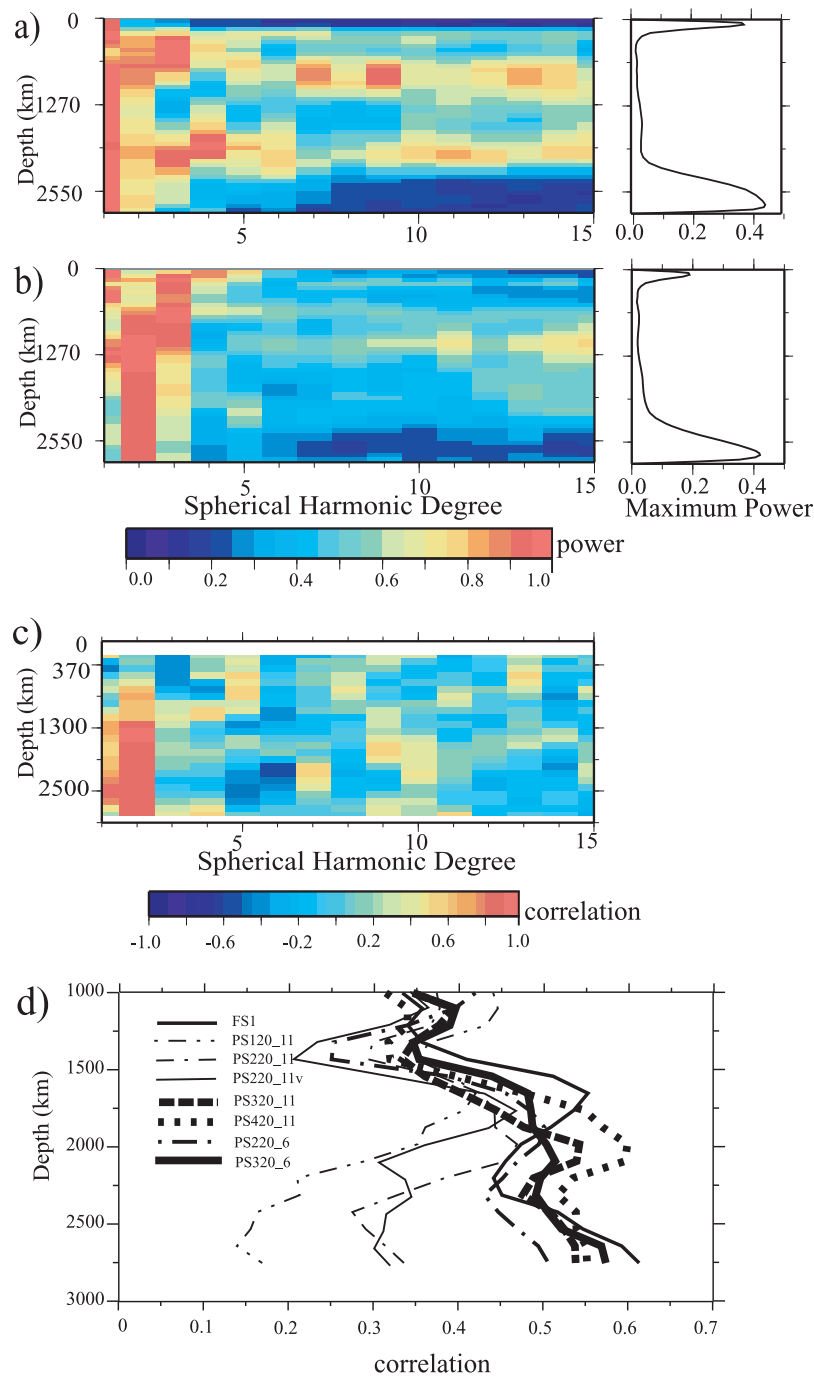 a)
0
1270
2550
Depth (km)
5
10
15
0.0
0.2
0.4
b)
0
1270
2550
Depth (km)
5
10
15
0.0
0.2
0.4
Spherical Harmonic Degree
Maximum Power
power
0.0
0.2
0.4
0.6
0.8
1.0
c)
0
370
1300
2500
Depth (km)
5
10
15
Spherical Harmonic Degree
correlation
-1.0
-0.6
-0.2
0.2
0.6
1.0
d)
1000
1500
2000
2500
3000
Depth (km)
FS1
PS120_11
PS220_11
PS220_11v
PS320_11
PS420_11
PS220_6
PS320_6
0
0.1
0.2
0.3
0.4
0.5
0.6
0.7
correlation